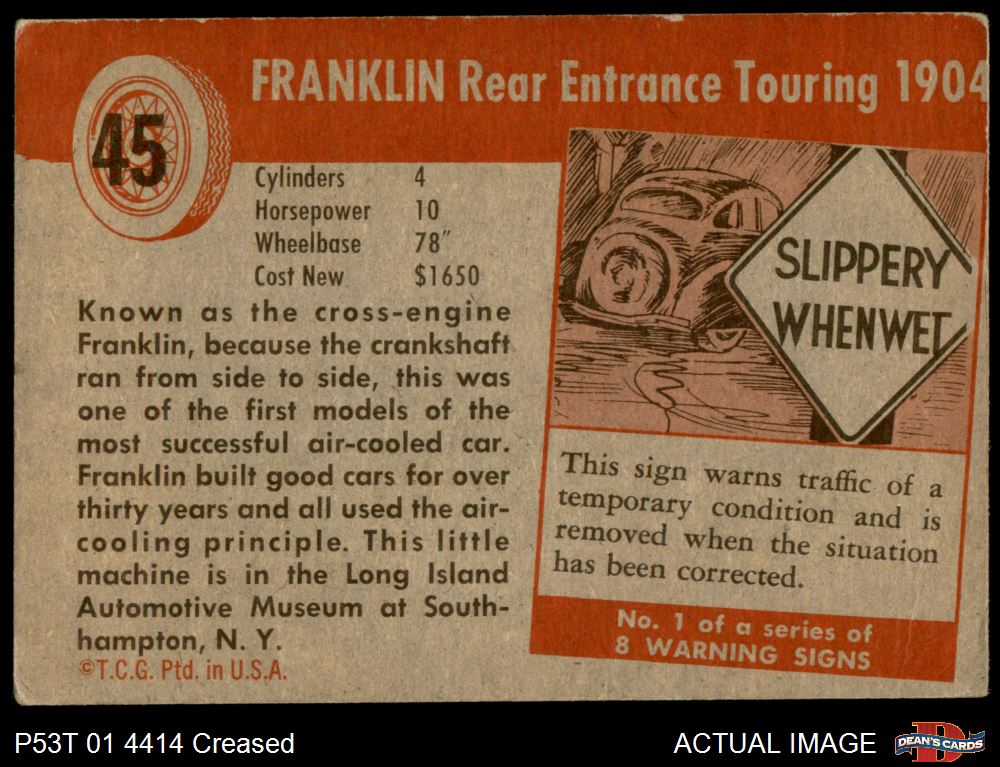 45
FRANKLIN Rear Entrance Touring 1904
Cylinders 4
Horsepower 10
Wheelbase 78"
Cost New $1650
Known as the cross-engine
Franklin, because the crankshaft
ran from side to side, this was
one of the first models of the
most successful air-cooled car.
Franklin built good cars for over
thirty years and all used the air-
cooling principle. This little
machine is in the Long Island
Automotive Museum at South-
hampton, N. Y.
©T.C.G. Ptd. in U.S.A.
SLIPPERY
WHEN WET
This sign warns traffic of a
temporary condition and is
removed when the situation
has been corrected.
No. 1 of a series of
8 WARNING SIGNS
P53T 01 4414 Creased
ACTUAL IMAGE
D
DEAN'S CARDS